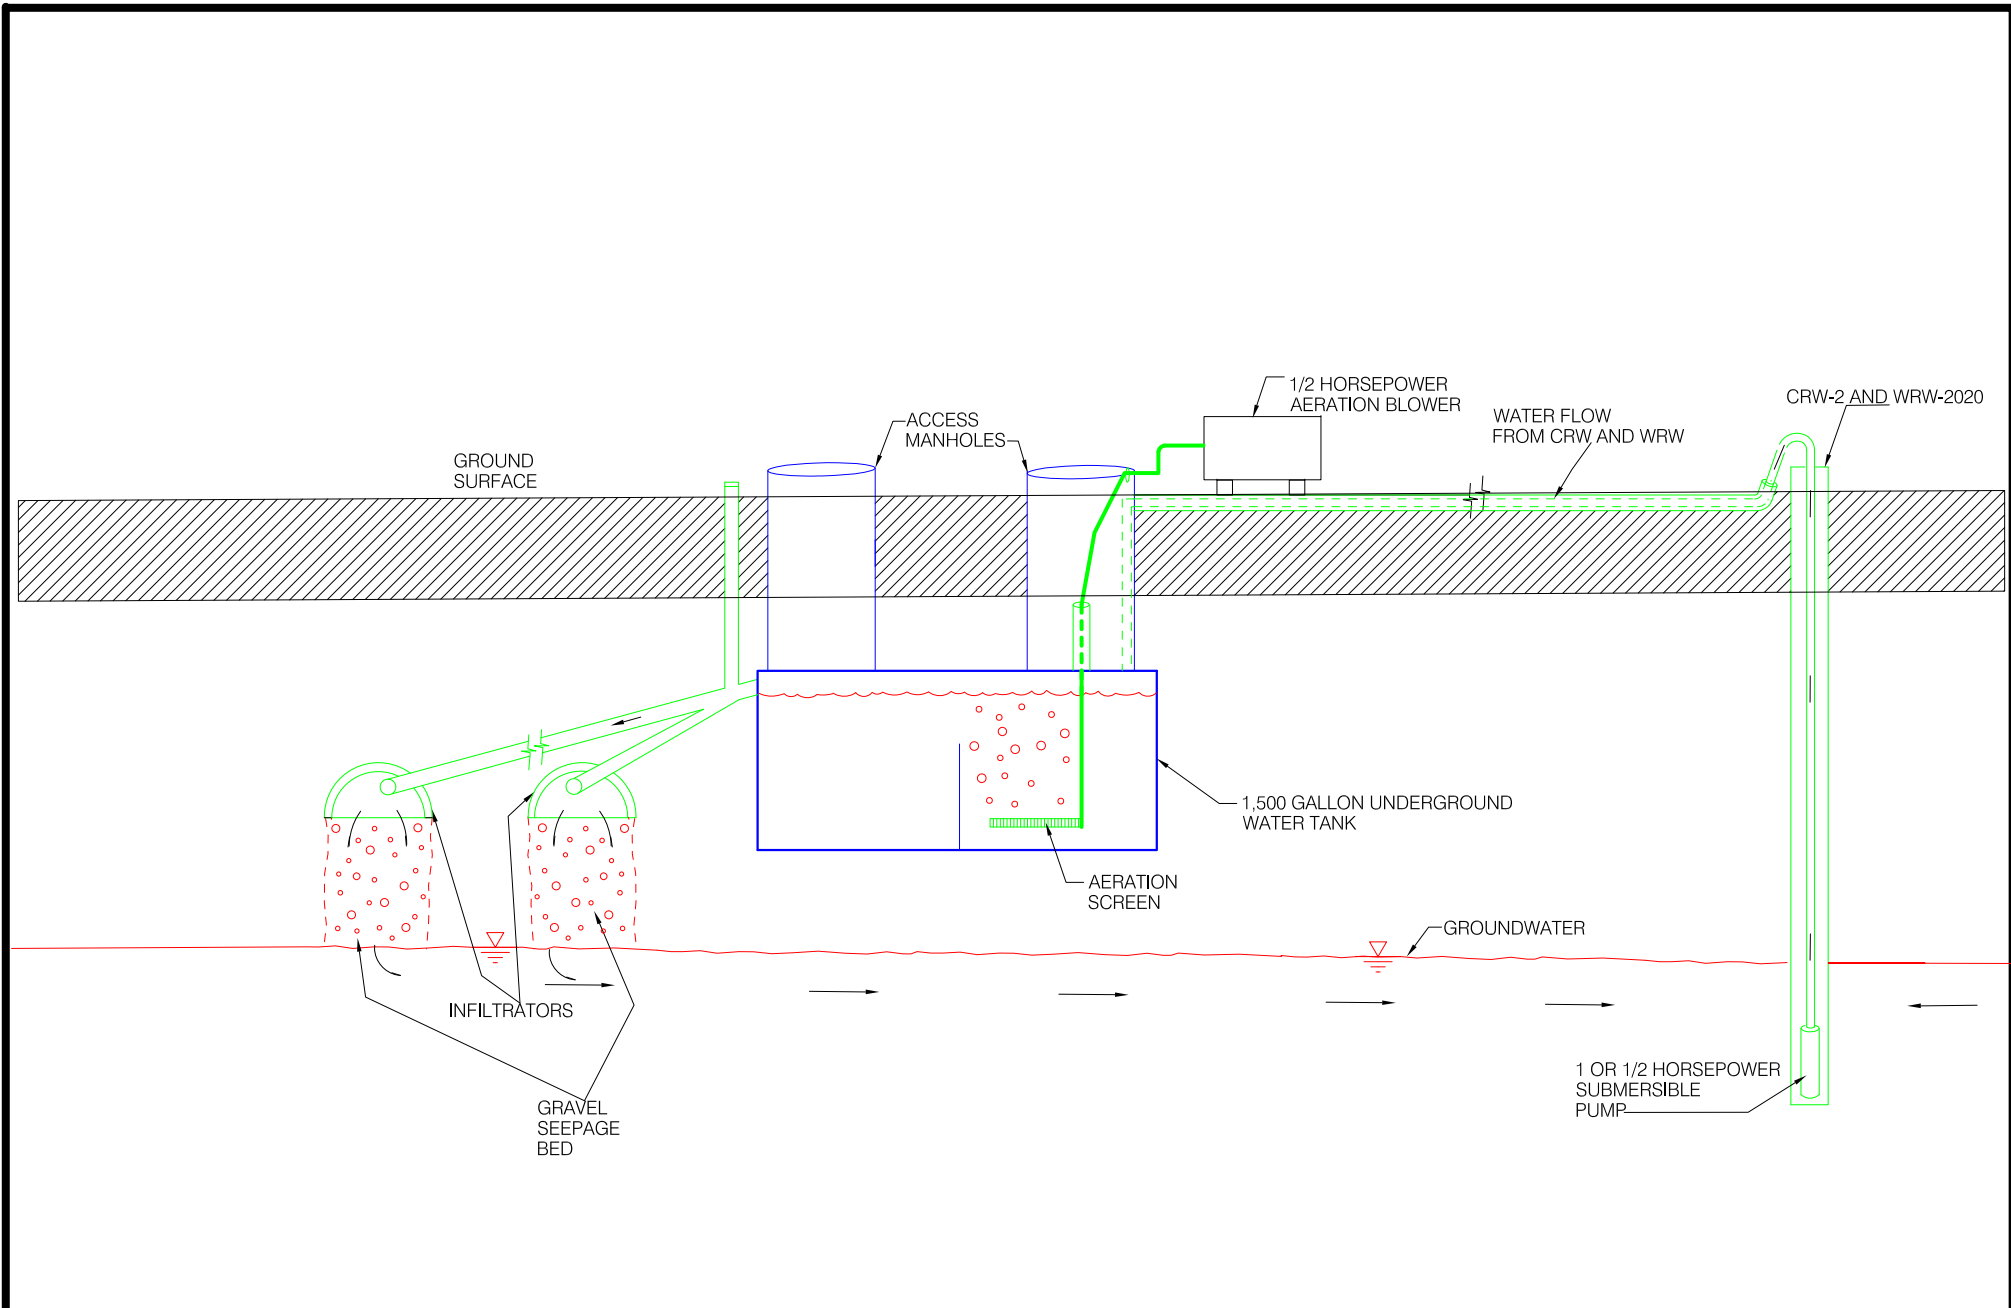 1/2 HORSEPOWER
AERATION BLOWER
CRW-2 AND WRW-2020
ACCESS
MANHOLES
WATER FLOW
FROM CRW AND WRW
GROUND
SURFACE
1,500 GALLON UNDERGROUND
WATER TANK
AERATION
SCREEN
GROUNDWATER
INFILTRATORS
1 OR 1/2 HORSEPOWER
SUBMERSIBLE
PUMP
GRAVEL
SEEPAGE
BED